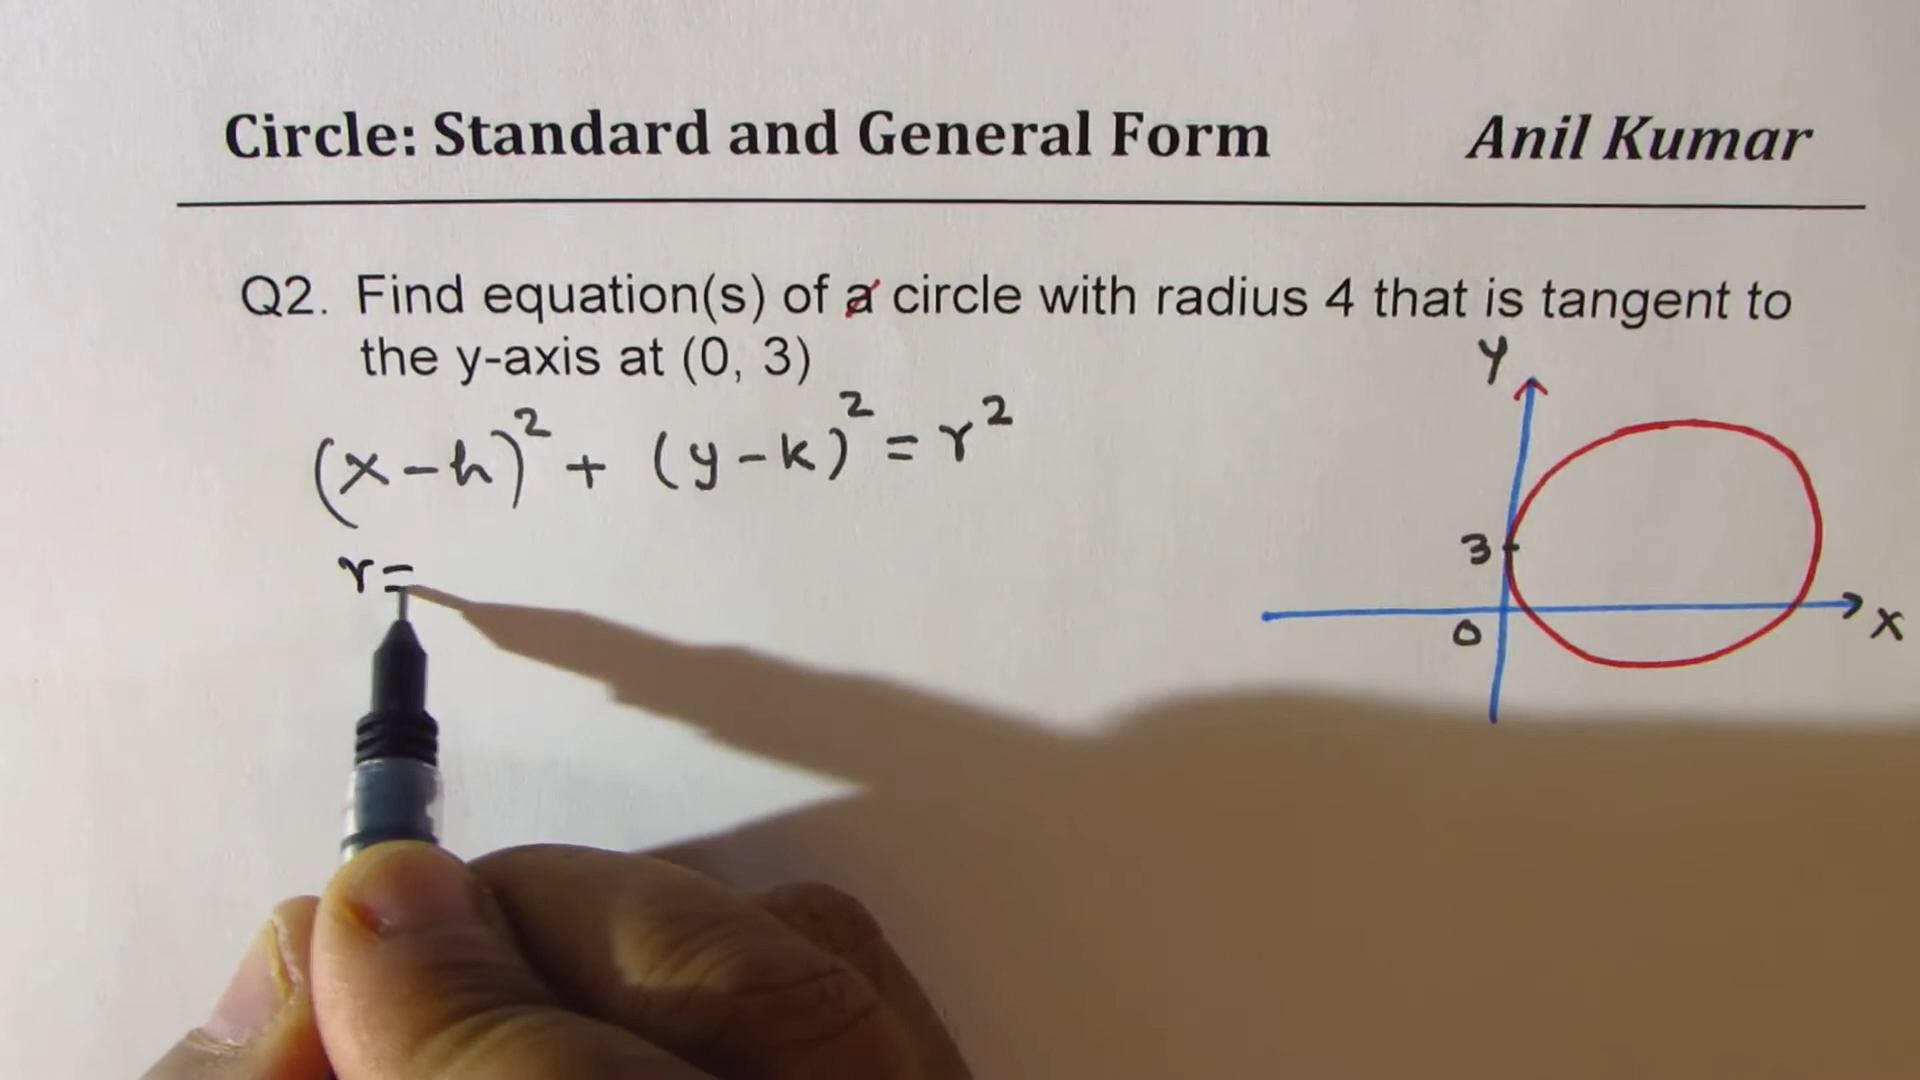 Circle: Standard and General Form Anil Kumar
Q2. Find equation(s) of a circle with radius 4 that is tangent to
the y-axis at (0, 3)
(x-h)² + (y-k)² = r²
r=
Y
3
0
X